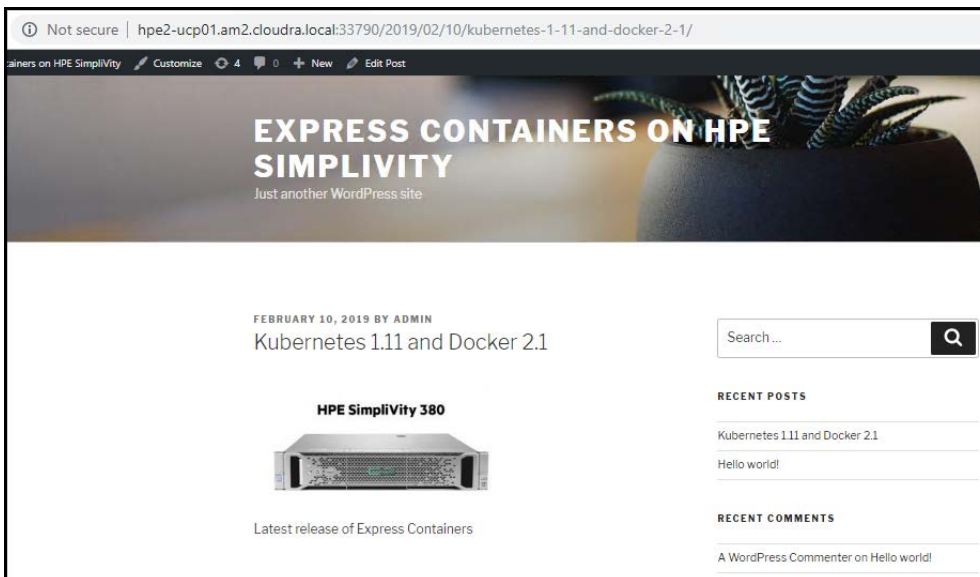 Not secure | hpe2-ucp01.am2.cloudra.local:33790/2019/02/10/kubernetes-1-11-and-docker-2-1/
ainers on HPE SimpliVity Customize 4 0 + New Edit Post
EXPRESS CONTAINERS ON HPE
SIMPLIVITY
Just another WordPress site
FEBRUARY 10, 2019 BY ADMIN
Kubernetes 1.11 and Docker 2.1
HPE SimpliVity 380
Latest release of Express Containers
Search ...
RECENT POSTS
Kubernetes 1.11 and Docker 2.1
Hello world!
RECENT COMMENTS
A WordPress Commenter on Hello world!